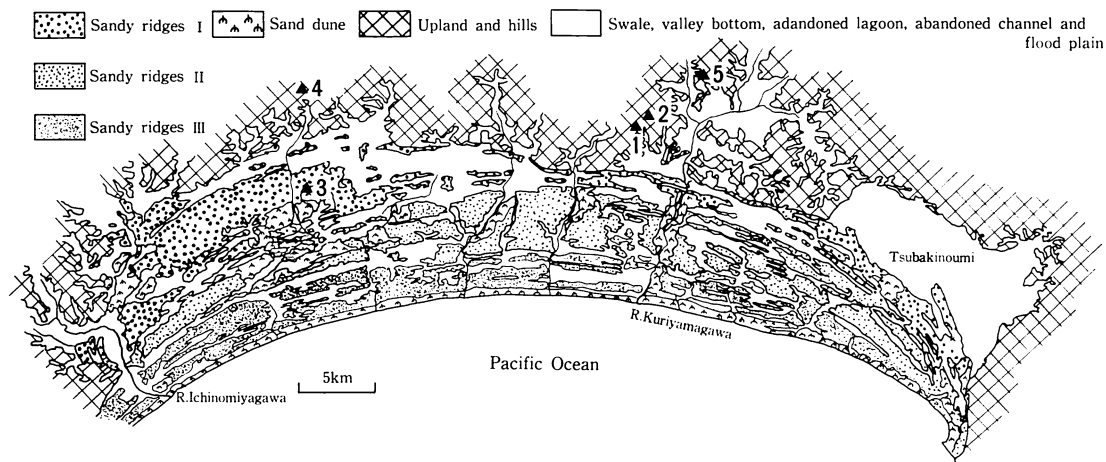 Sandy ridges I
Sand dune
Upland and hills
Swale, valley bottom, adandoned lagoon, abandoned channel and
flood plain
Sandy ridges II
Sandy ridges III
4
5
2
1
3
Tsubakinoumi
R.Kuriyamagawa
Pacific Ocean
5km
R.Ichinomiyagawa